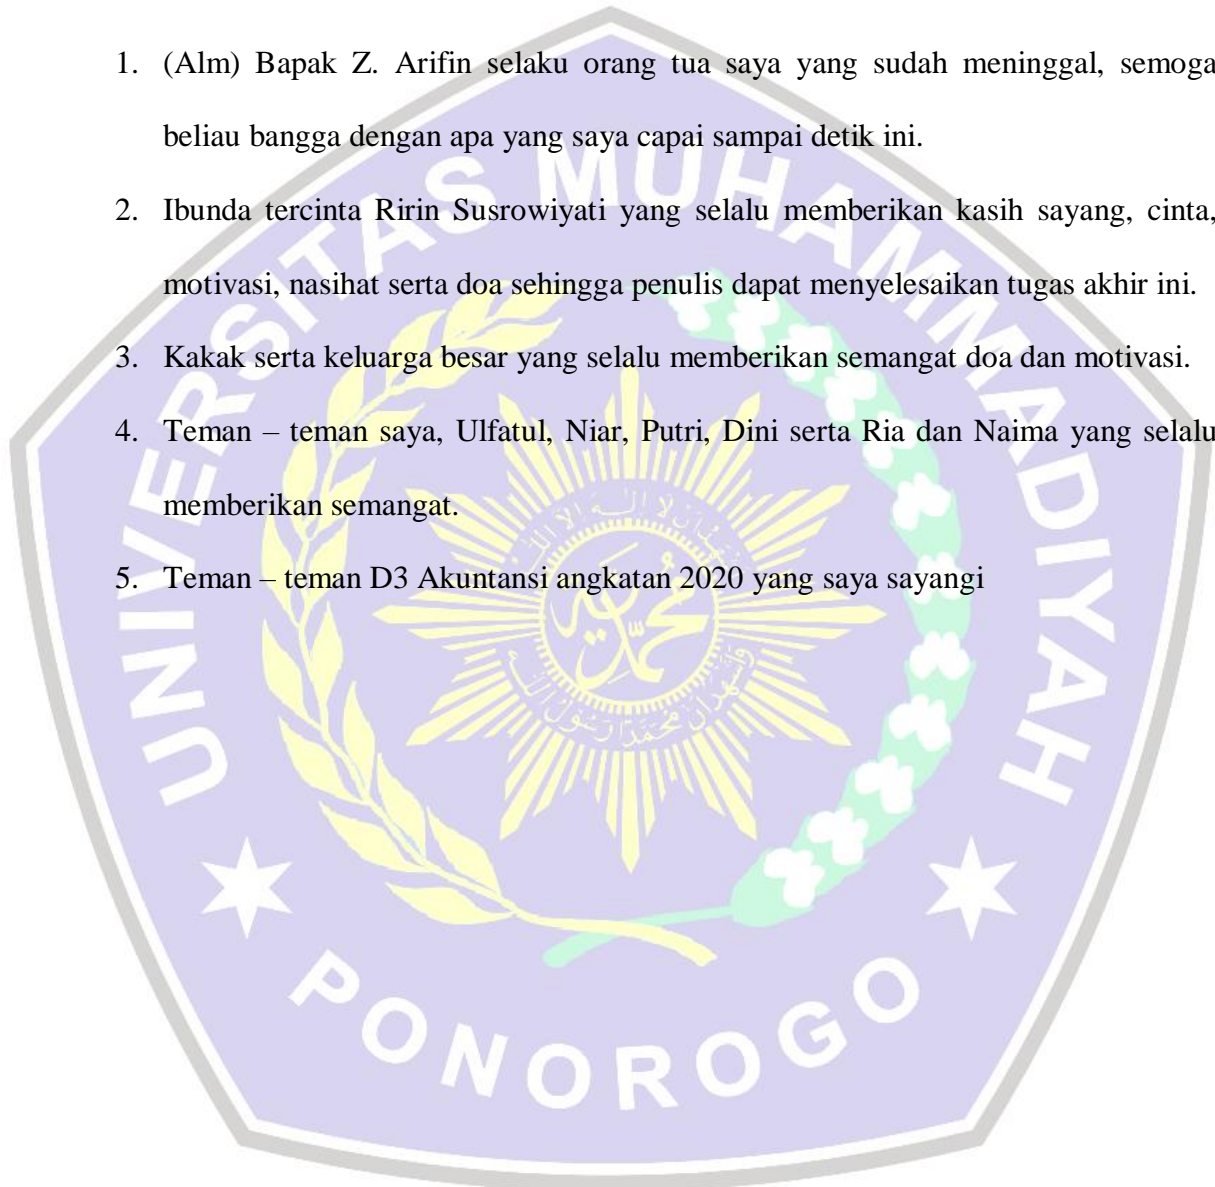 1. (Alm) Bapak Z. Arifin selaku orang tua saya yang sudah meninggal, semoga
beliau bangga dengan apa yang saya capai sampai detik ini.
2. Ibunda tercinta Ririn Susrowiyati yang selalu memberikan kasih sayang, cinta,
motivasi, nasihat serta doa sehingga penulis dapat menyelesaikan tugas akhir ini.
3. Kakak serta keluarga besar yang selalu memberikan semangat doa dan motivasi.
4. Teman – teman saya, Ulfatul, Niar, Putri, Dini serta Ria dan Naima yang selalu
memberikan semangat.
5. Teman – teman D3 Akuntansi angkatan 2020 yang saya sayangi
UNIVERSITAS MUHAMMADIYAH
PONOROGO